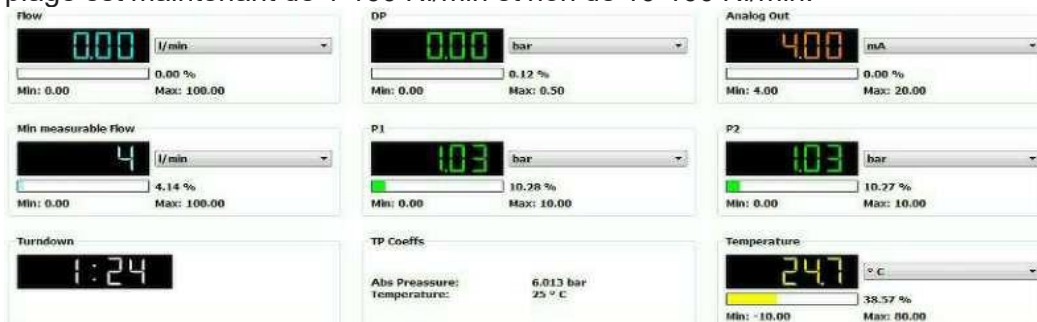 plage est maintenant de 4-100 Nl/min et non de 10-100 Nl/min.
Flow
0.00 l/min
0.00 %
Min: 0.00 Max: 100.00
DP
0.00 bar
0.12 %
Min: 0.00 Max: 0.50
Analog Out
4.00 mA
0.00 %
Min: 4.00 Max: 20.00
Min measurable Flow
4 l/min
4.14 %
Min: 0.00 Max: 100.00
P1
1.03 bar
10.28 %
Min: 0.00 Max: 10.00
P2
1.03 bar
10.27 %
Min: 0.00 Max: 10.00
Turndown
1:24
TP Coeffs
Abs Preassure: 6.013 bar
Temperature: 25 ° C
Temperature
24.7 ° C
38.57 %
Min: -10.00 Max: 80.00